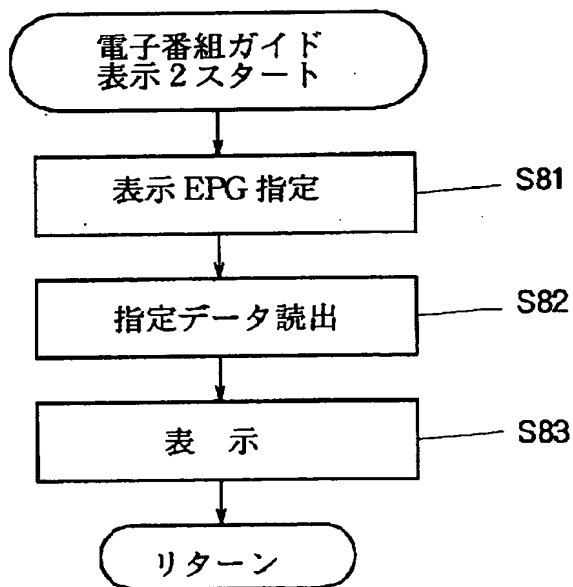 電子番組ガイド
表示2スタート
表示EPG指定
S81
指定データ読出
S82
表 示
S83
リターン